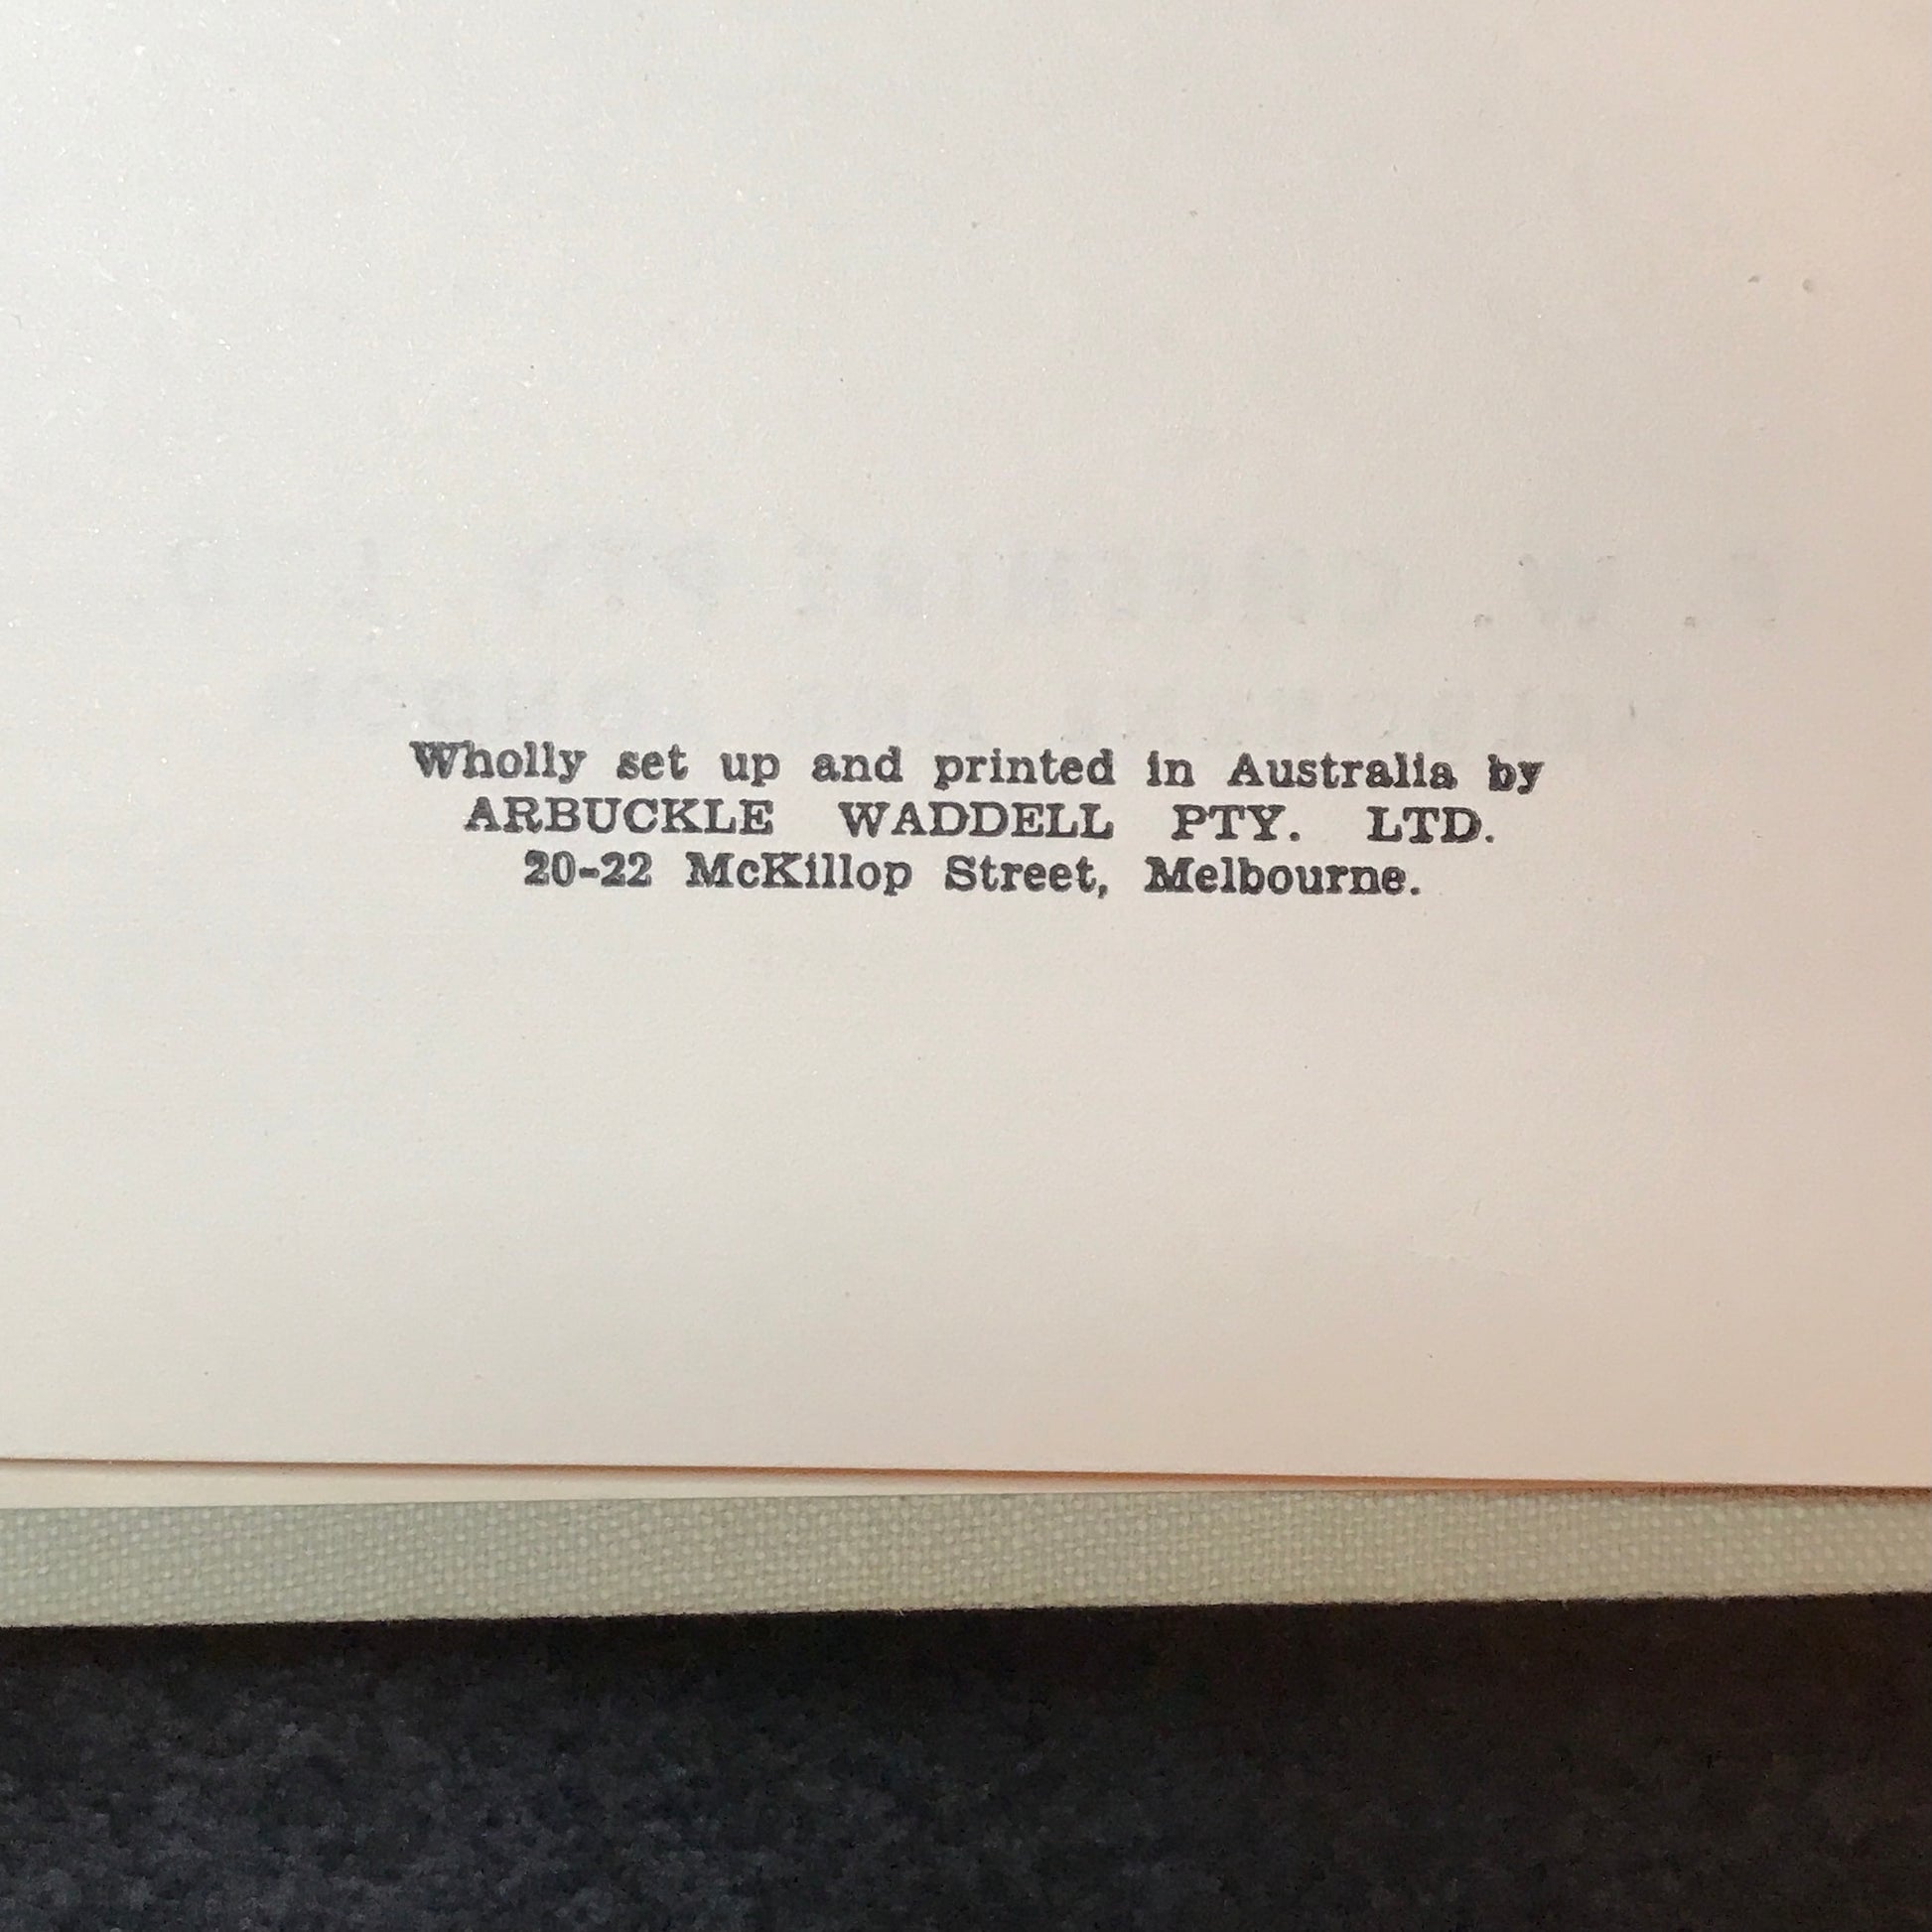 Wholly set up and printed in Australia by
ARBUCKLE WADDELL PTY. LTD.
20-22 McKillop Street, Melbourne.